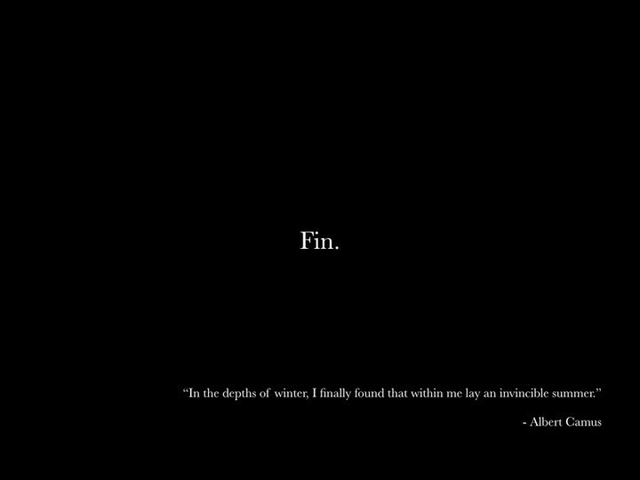 Fin.
“In the depths of winter, I finally found that within me lay an invincible summer.”
- Albert Camus